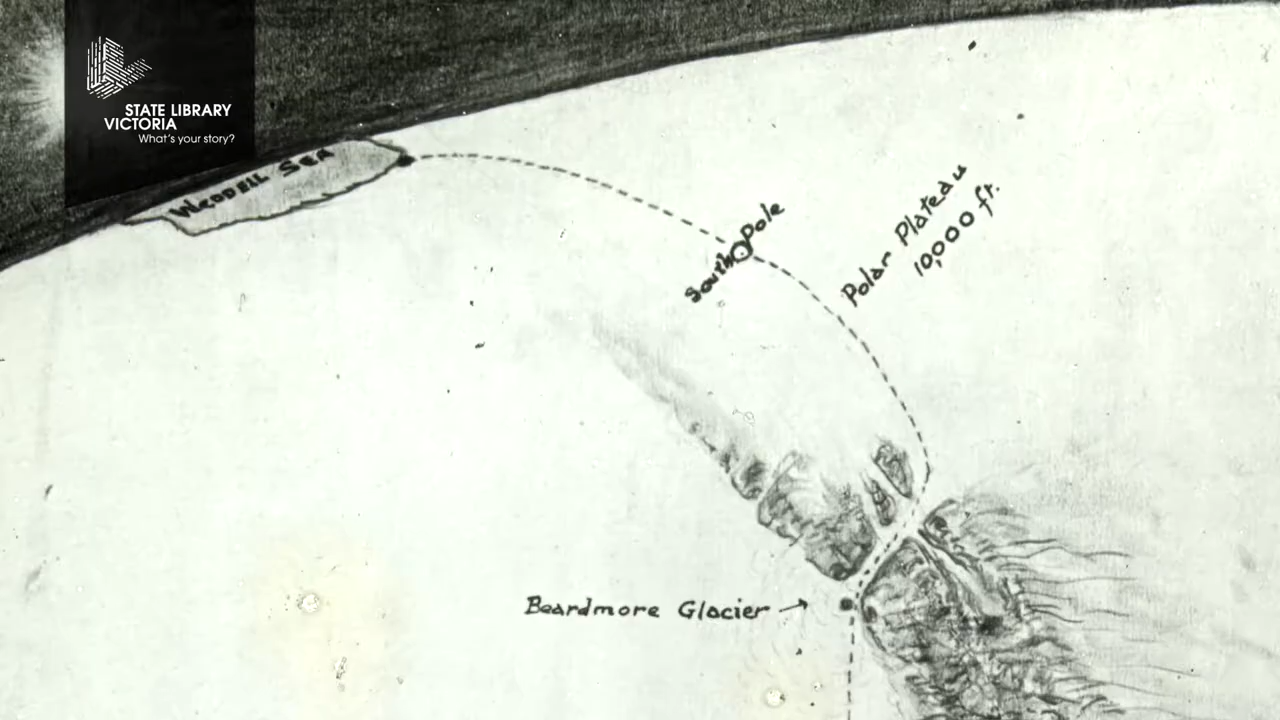 STATE LIBRARY
VICTORIA
What's your story?
WEDDELL SEA
South Pole
Polar Plateau
10,000 ft.
Beardmore Glacier